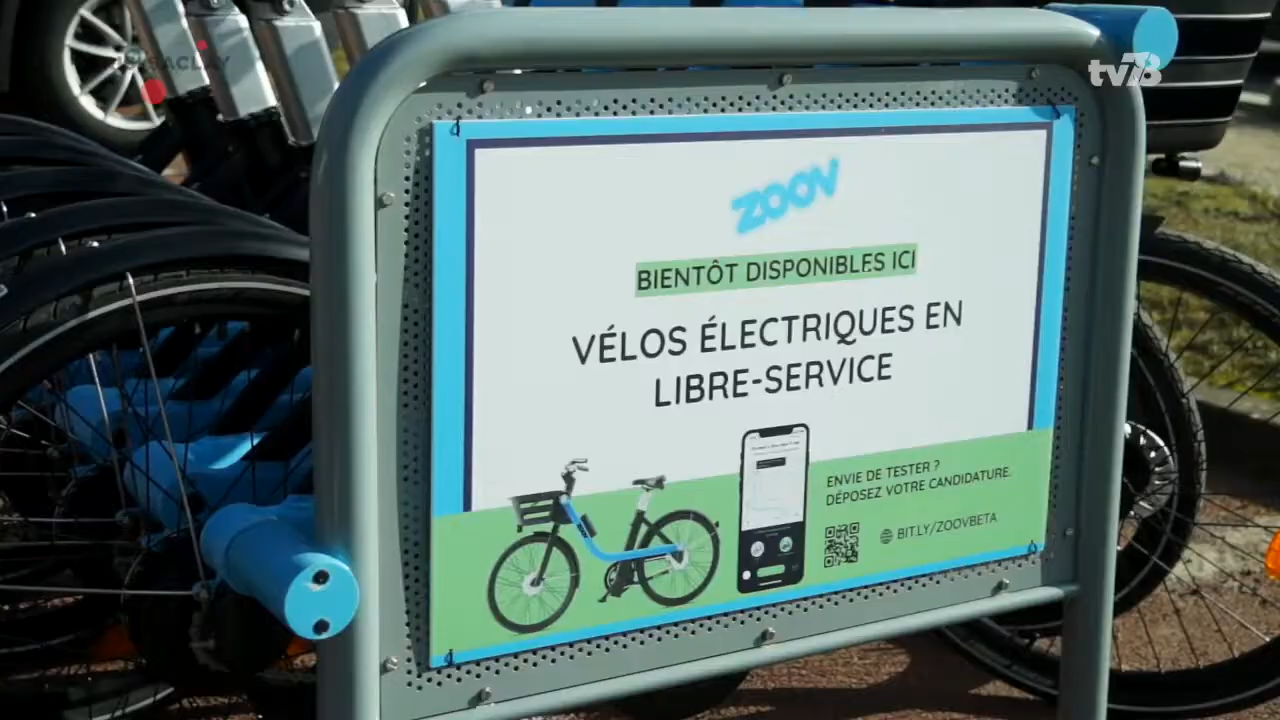 SACLAY
tv78
ZOOV
BIENTÔT DISPONIBLES ICI
VÉLOS ÉLECTRIQUES EN
LIBRE-SERVICE
ENVIE DE TESTER ?
DÉPOSEZ VOTRE CANDIDATURE.
BIT.LY/ZOOVBETA